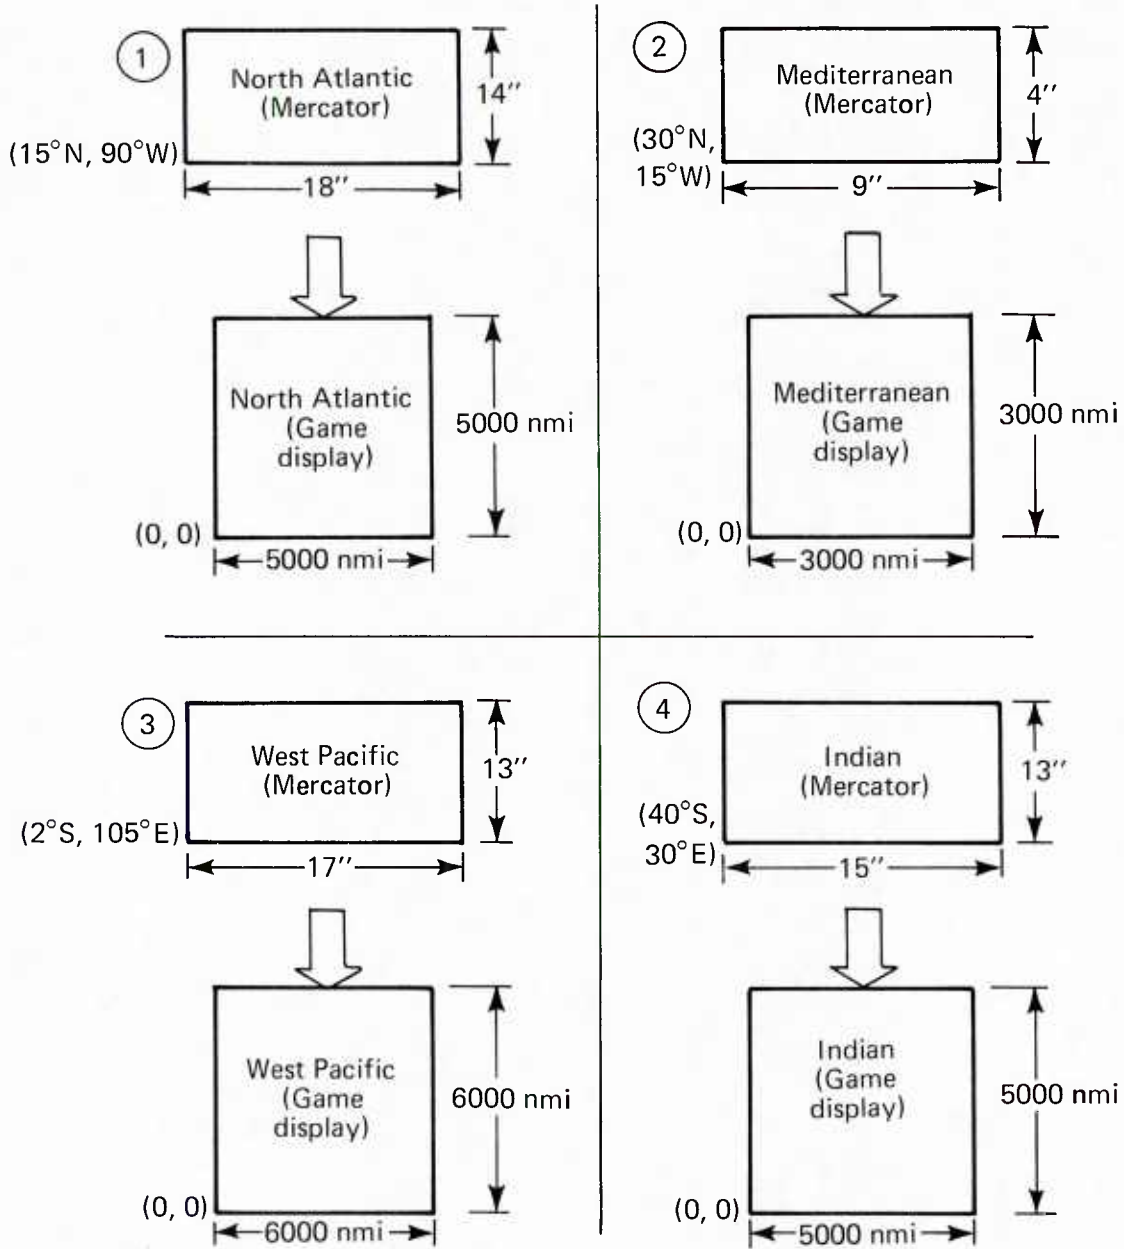 1
North Atlantic
(Mercator)
14''
(15°N, 90°W)
18''
North Atlantic
(Game
display)
5000 nmi
(0, 0)
5000 nmi
2
Mediterranean
(Mercator)
4''
(30°N,
15°W)
9''
Mediterranean
(Game
display)
3000 nmi
(0, 0)
3000 nmi
3
West Pacific
(Mercator)
13''
(2°S, 105°E)
17''
West Pacific
(Game
display)
6000 nmi
(0, 0)
6000 nmi
4
Indian
(Mercator)
13''
(40°S,
30°E)
15''
Indian
(Game
display)
5000 nmi
(0, 0)
5000 nmi